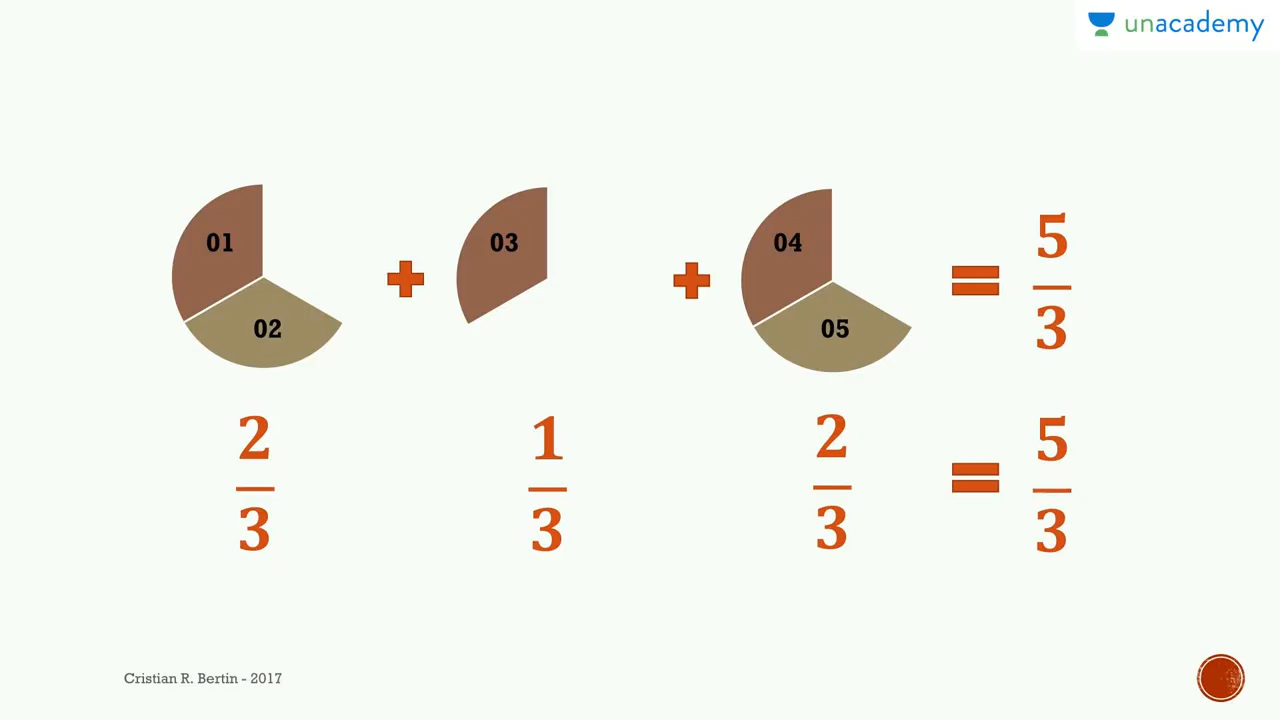 unacademy
01 03 04 5
02 05 3
2 1 2 5
3 3 3 3
Cristian R. Bertin - 2017